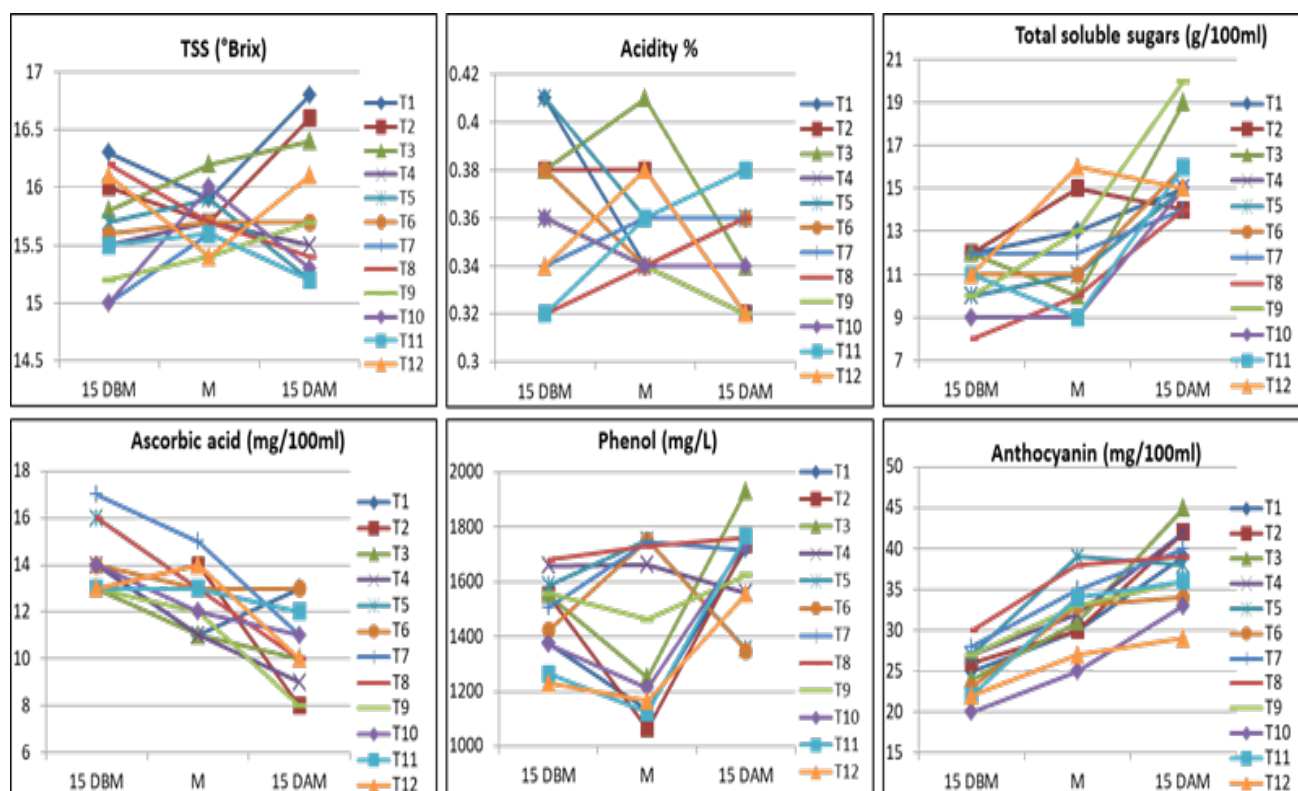 TSS (°Brix)
17
16.5
16
15.5
15
14.5
15 DBM M 15 DAM
T1
T2
T3
T4
T5
T6
T7
T8
T9
T10
T11
T12
Acidity %
0.42
0.4
0.38
0.36
0.34
0.32
0.3
15 DBM M 15 DAM
T1
T2
T3
T4
T5
T6
T7
T8
T9
T10
T11
T12
Total soluble sugars (g/100ml)
21
19
17
15
13
11
9
7
15 DBM M 15 DAM
T1
T2
T3
T4
T5
T6
T7
T8
T9
T10
T11
T12
Ascorbic acid (mg/100ml)
18
16
14
12
10
8
6
15 DBM M 15 DAM
T1
T2
T3
T4
T5
T6
T7
T8
T9
T10
T11
T12
Phenol (mg/L)
2000
1800
1600
1400
1200
1000
15 DBM M 15 DAM
T1
T2
T3
T4
T5
T6
T7
T8
T9
T10
T11
T12
Anthocyanin (mg/100ml)
50
45
40
35
30
25
20
15
15 DBM M 15 DAM
T1
T2
T3
T4
T5
T6
T7
T8
T9
T10
T11
T12